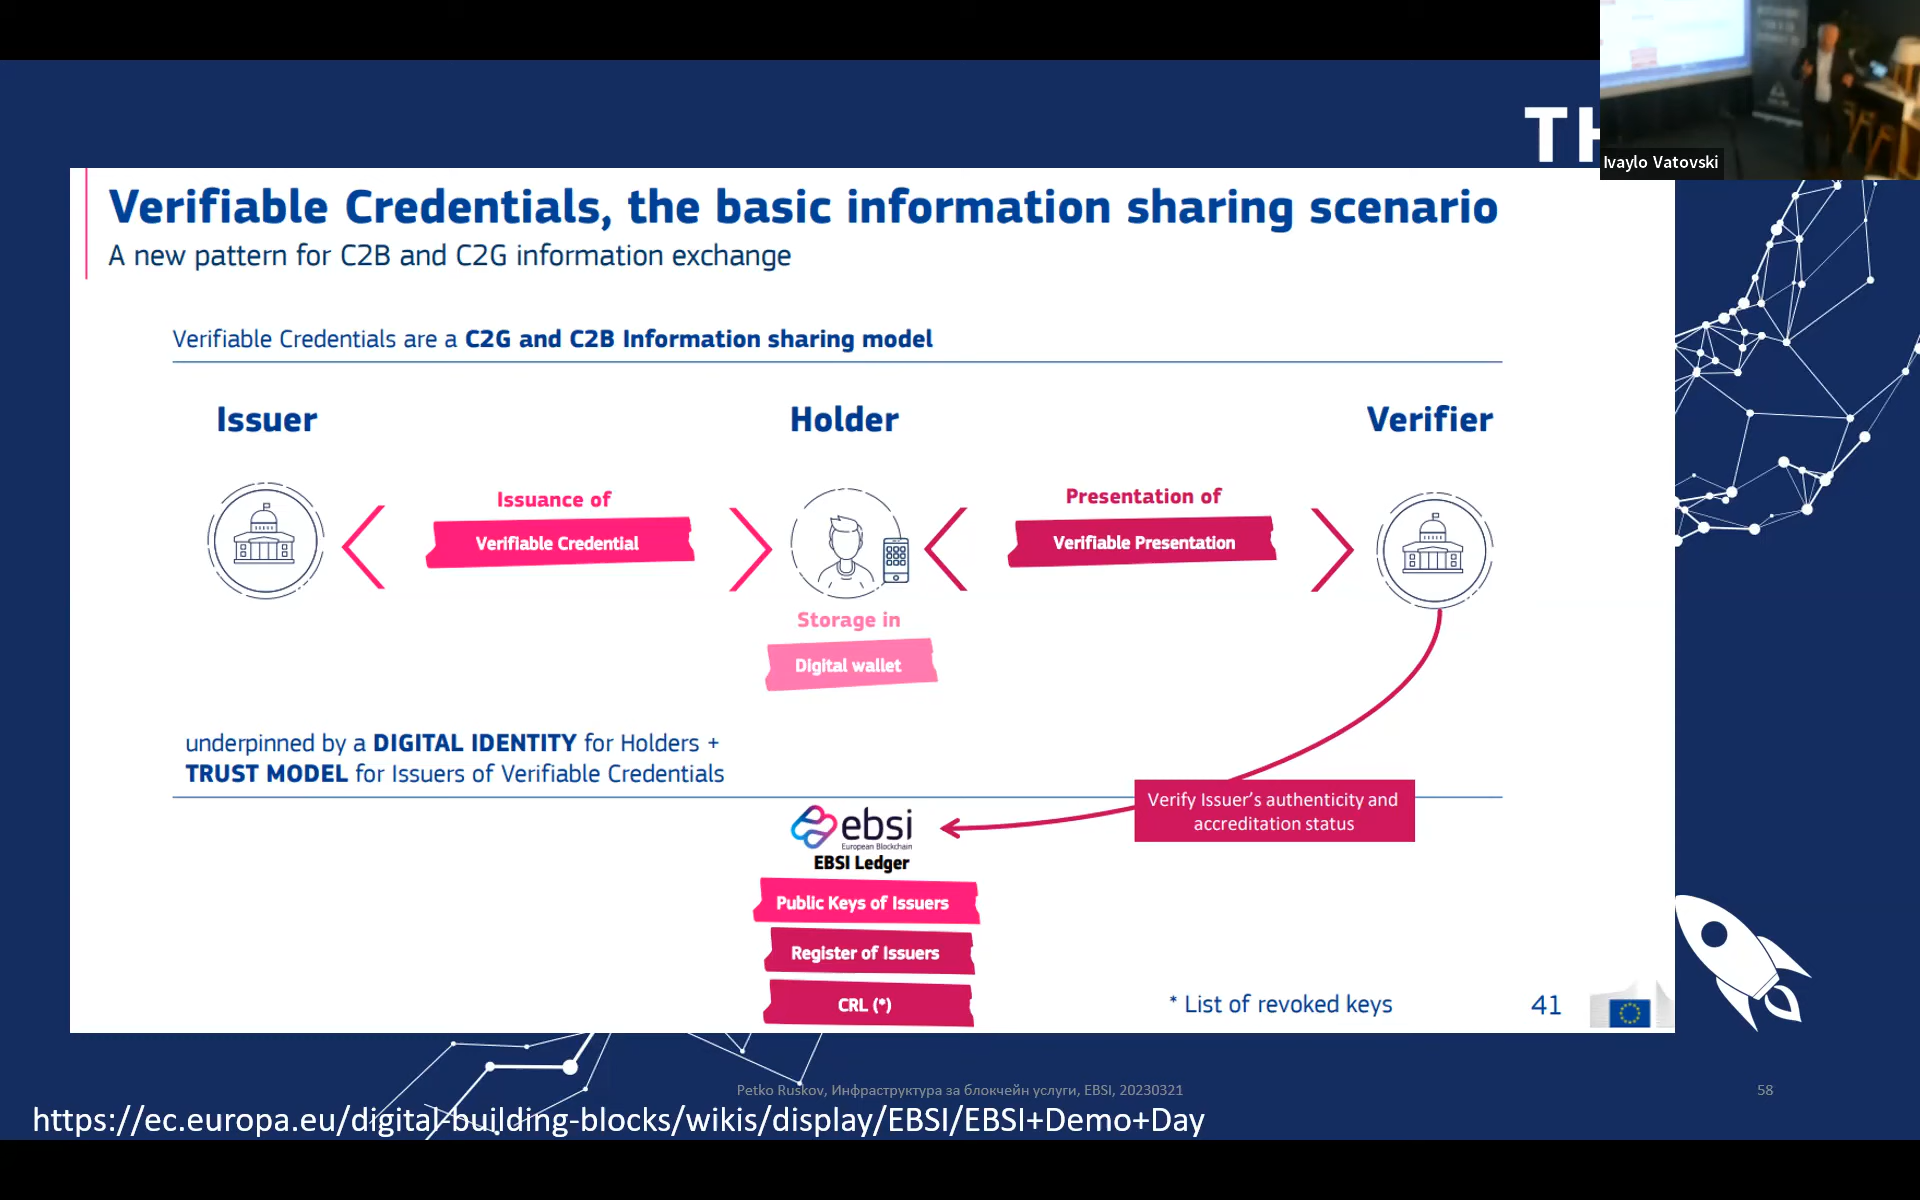 TH
Ivaylo Vatovski
Verifiable Credentials, the basic information sharing scenario
A new pattern for C2B and C2G information exchange
Verifiable Credentials are a C2G and C2B Information sharing model
Issuer
Holder
Verifier
Issuance of
Verifiable Credential
Presentation of
Verifiable Presentation
Storage in
Digital wallet
underpinned by a DIGITAL IDENTITY for Holders +
TRUST MODEL for Issuers of Verifiable Credentials
Verify Issuer's authenticity and
accreditation status
ebsi
European Blockchain
EBSI Ledger
Public Keys of Issuers
Register of Issuers
CRL (*)
* List of revoked keys
41
Petko Ruskov, Инфраструктура за блокчейн услуги, EBSI, 20230321
58
https://ec.europa.eu/digital-building-blocks/wikis/display/EBSI/EBSI+Demo+Day